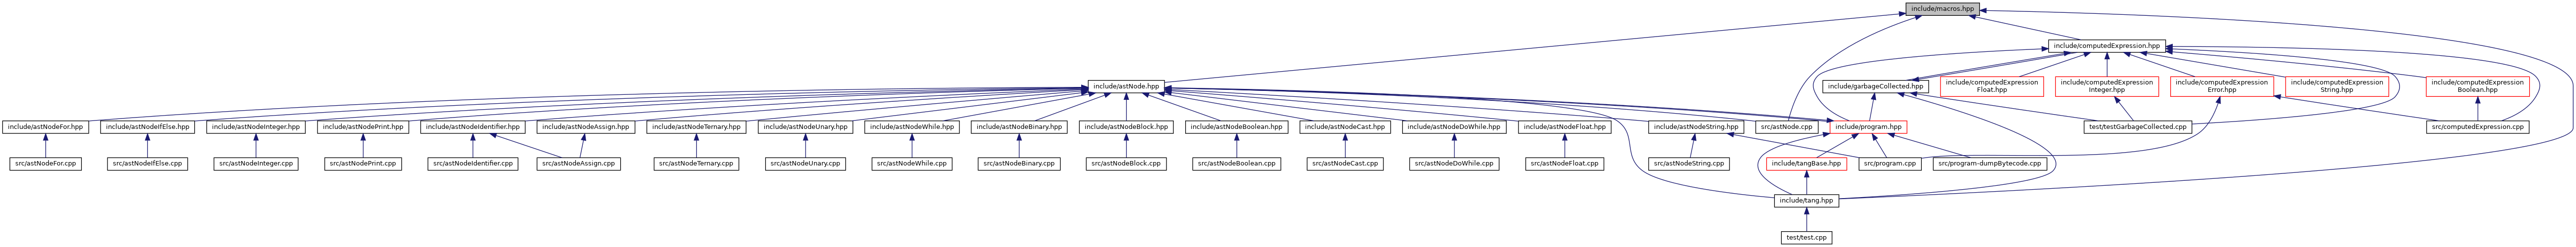 include/macros.hpp
include/computedExpression.hpp
include/astNode.hpp
include/garbageCollected.hpp
include/computedExpression
Float.hpp
include/computedExpression
Integer.hpp
include/computedExpression
Error.hpp
include/computedExpression
String.hpp
include/computedExpression
Boolean.hpp
include/astNodeFor.hpp
include/astNodeIfElse.hpp
include/astNodeInteger.hpp
include/astNodePrint.hpp
include/astNodeIdentifier.hpp
include/astNodeAssign.hpp
include/astNodeTernary.hpp
include/astNodeUnary.hpp
include/astNodeWhile.hpp
include/astNodeBinary.hpp
include/astNodeBlock.hpp
include/astNodeBoolean.hpp
include/astNodeCast.hpp
include/astNodeDoWhile.hpp
include/astNodeFloat.hpp
include/astNodeString.hpp
src/astNode.cpp
include/program.hpp
test/testGarbageCollected.cpp
src/computedExpression.cpp
src/astNodeFor.cpp
src/astNodeIfElse.cpp
src/astNodeInteger.cpp
src/astNodePrint.cpp
src/astNodeIdentifier.cpp
src/astNodeAssign.cpp
src/astNodeTernary.cpp
src/astNodeUnary.cpp
src/astNodeWhile.cpp
src/astNodeBinary.cpp
src/astNodeBlock.cpp
src/astNodeBoolean.cpp
src/astNodeCast.cpp
src/astNodeDoWhile.cpp
src/astNodeFloat.cpp
src/astNodeString.cpp
include/tangBase.hpp
src/program.cpp
src/program-dumpBytecode.cpp
include/tang.hpp
test/test.cpp